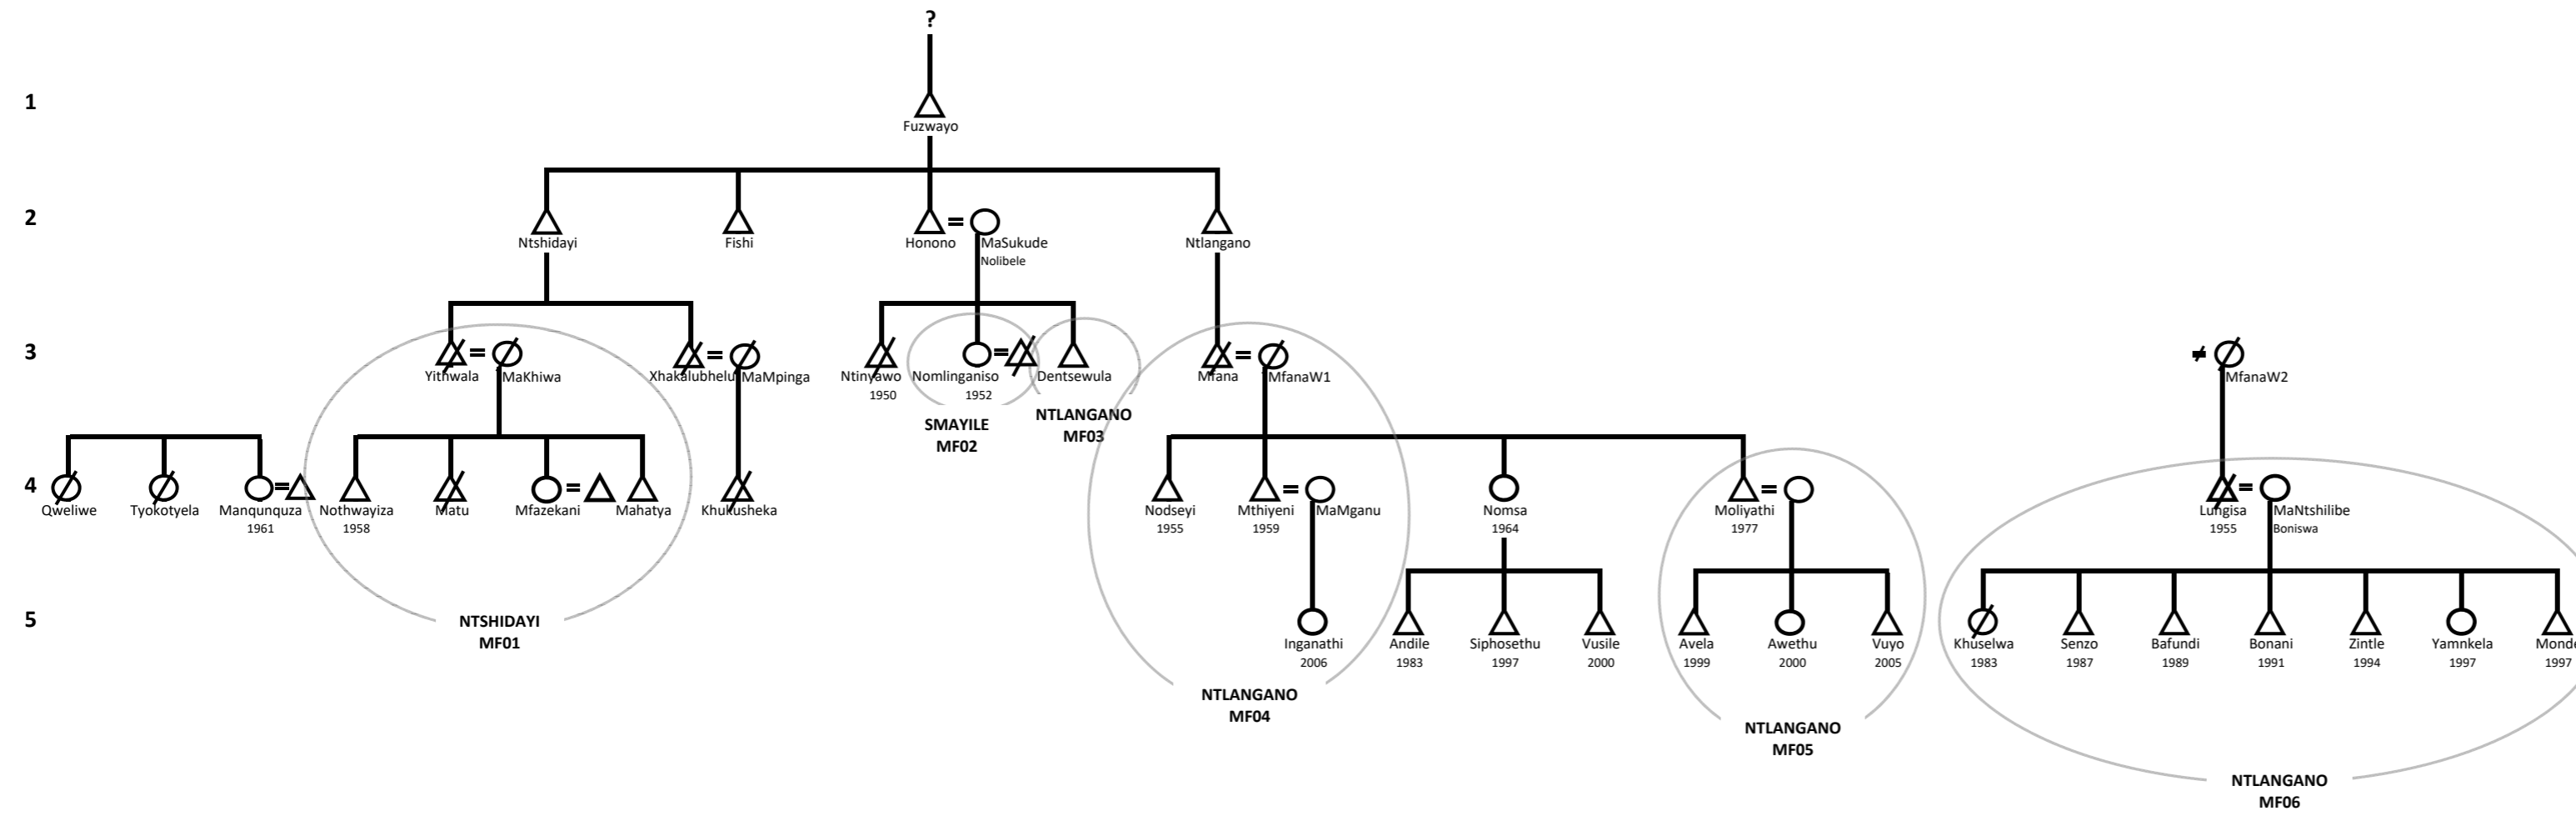 ?
1
Fuzwayo
2
Ntshidayi
Fishi
Honono
=
MaSukude
Nolibele
Ntlangano
3
Yithwala
=
MaKhiwa
Xhakalubhelu
=
MaMpinga
Ntinyawo
1950
Nomlinganiso
1952
=
Dentsewula
Mfana
=
MfanaW1
≠
MfanaW2
SMAYILE
MF02
NTLANGANO
MF03
4
Qweliwe
Tyokotyela
Manqunquza
1961
=
Nothwayiza
1958
Matu
Mfazekani
=
Mahatya
Khukusheka
Nodseyi
1955
Mthiyeni
1959
=
MaMganu
Nomsa
1964
Moliyathi
1977
=
Lungisa
1955
=
MaNtshilibe
Boniswa
5
NTSHIDAYI
MF01
Inganathi
2006
Andile
1983
Siphosethu
1997
Vusile
2000
Avela
1999
Awethu
2000
Vuyo
2005
Khuselwa
1983
Senzo
1987
Bafundi
1989
Bonani
1991
Zintle
1994
Yamnkela
1997
Monde
1997
NTLANGANO
MF04
NTLANGANO
MF05
NTLANGANO
MF06